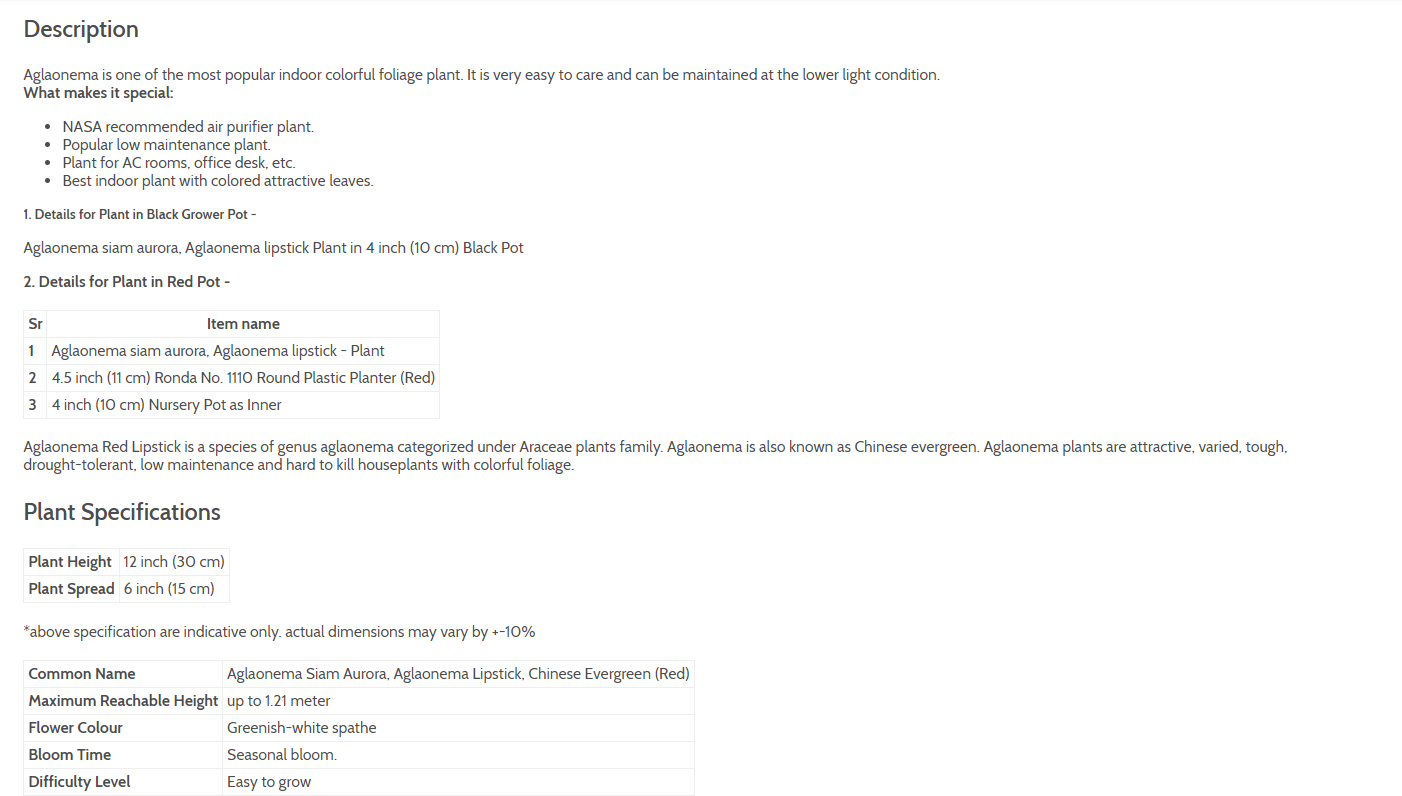 Description
Aglaonema is one of the most popular indoor colorful foliage plant. It is very easy to care and can be maintained at the lower light condition.
What makes it special:
NASA recommended air purifier plant.
Popular low maintenance plant.
Plant for AC rooms, office desk, etc.
Best indoor plant with colored attractive leaves.
1. Details for Plant in Black Grower Pot -
Aglaonema siam aurora, Aglaonema lipstick Plant in 4 inch (10 cm) Black Pot
2. Details for Plant in Red Pot -
Sr Item name
1 Aglaonema siam aurora, Aglaonema lipstick - Plant
2 4.5 inch (11 cm) Ronda No. 1110 Round Plastic Planter (Red)
3 4 inch (10 cm) Nursery Pot as Inner
Aglaonema Red Lipstick is a species of genus aglaonema categorized under Araceae plants family. Aglaonema is also known as Chinese evergreen. Aglaonema plants are attractive, varied, tough,
drought-tolerant, low maintenance and hard to kill houseplants with colorful foliage.
Plant Specifications
Plant Height 12 inch (30 cm)
Plant Spread 6 inch (15 cm)
*above specification are indicative only. actual dimensions may vary by +-10%
Common Name Aglaonema Siam Aurora, Aglaonema Lipstick, Chinese Evergreen (Red)
Maximum Reachable Height up to 1.21 meter
Flower Colour Greenish-white spathe
Bloom Time Seasonal bloom.
Difficulty Level Easy to grow